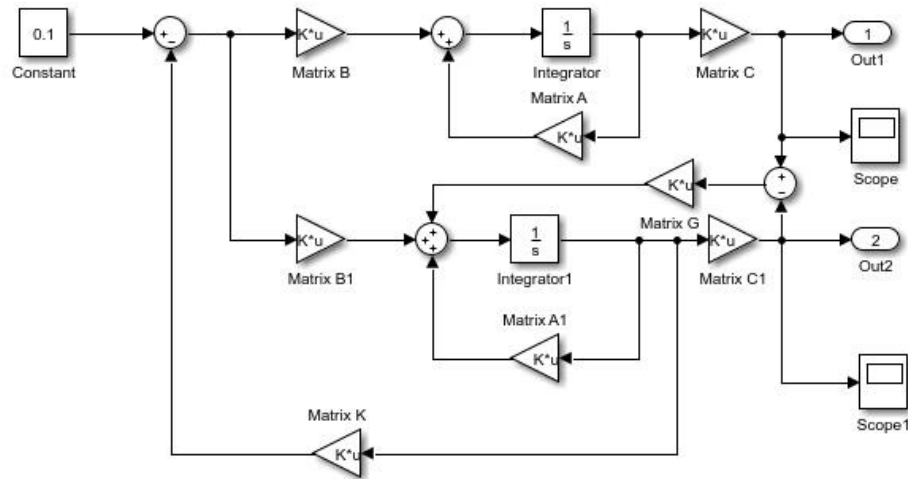 0.1
Constant
+
−
K*u
Matrix B
+
+
1
s
Integrator
K*u
Matrix C
1
Out1
Matrix A
K*u
Scope
K*u
Matrix G
+
−
K*u
Matrix B1
+
+
+
1
s
Integrator1
K*u
Matrix C1
2
Out2
Matrix A1
K*u
Scope1
Matrix K
K*u